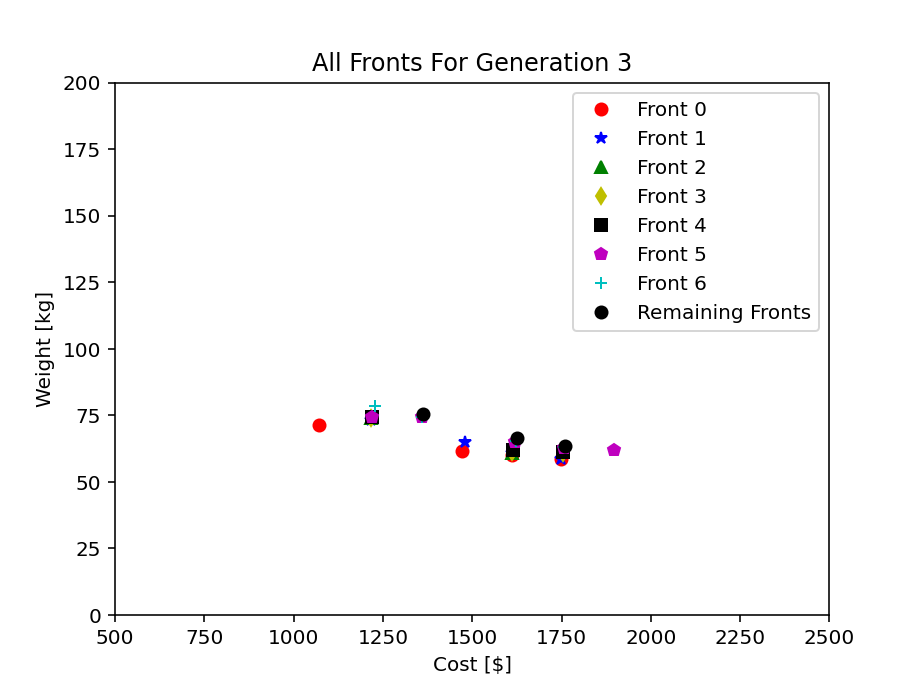 All Fronts For Generation 3
200
175
150
125
100
75
50
25
0
Weight [kg]
Front 0
Front 1
Front 2
Front 3
Front 4
Front 5
Front 6
Remaining Fronts
500 750 1000 1250 1500 1750 2000 2250 2500
Cost [$]